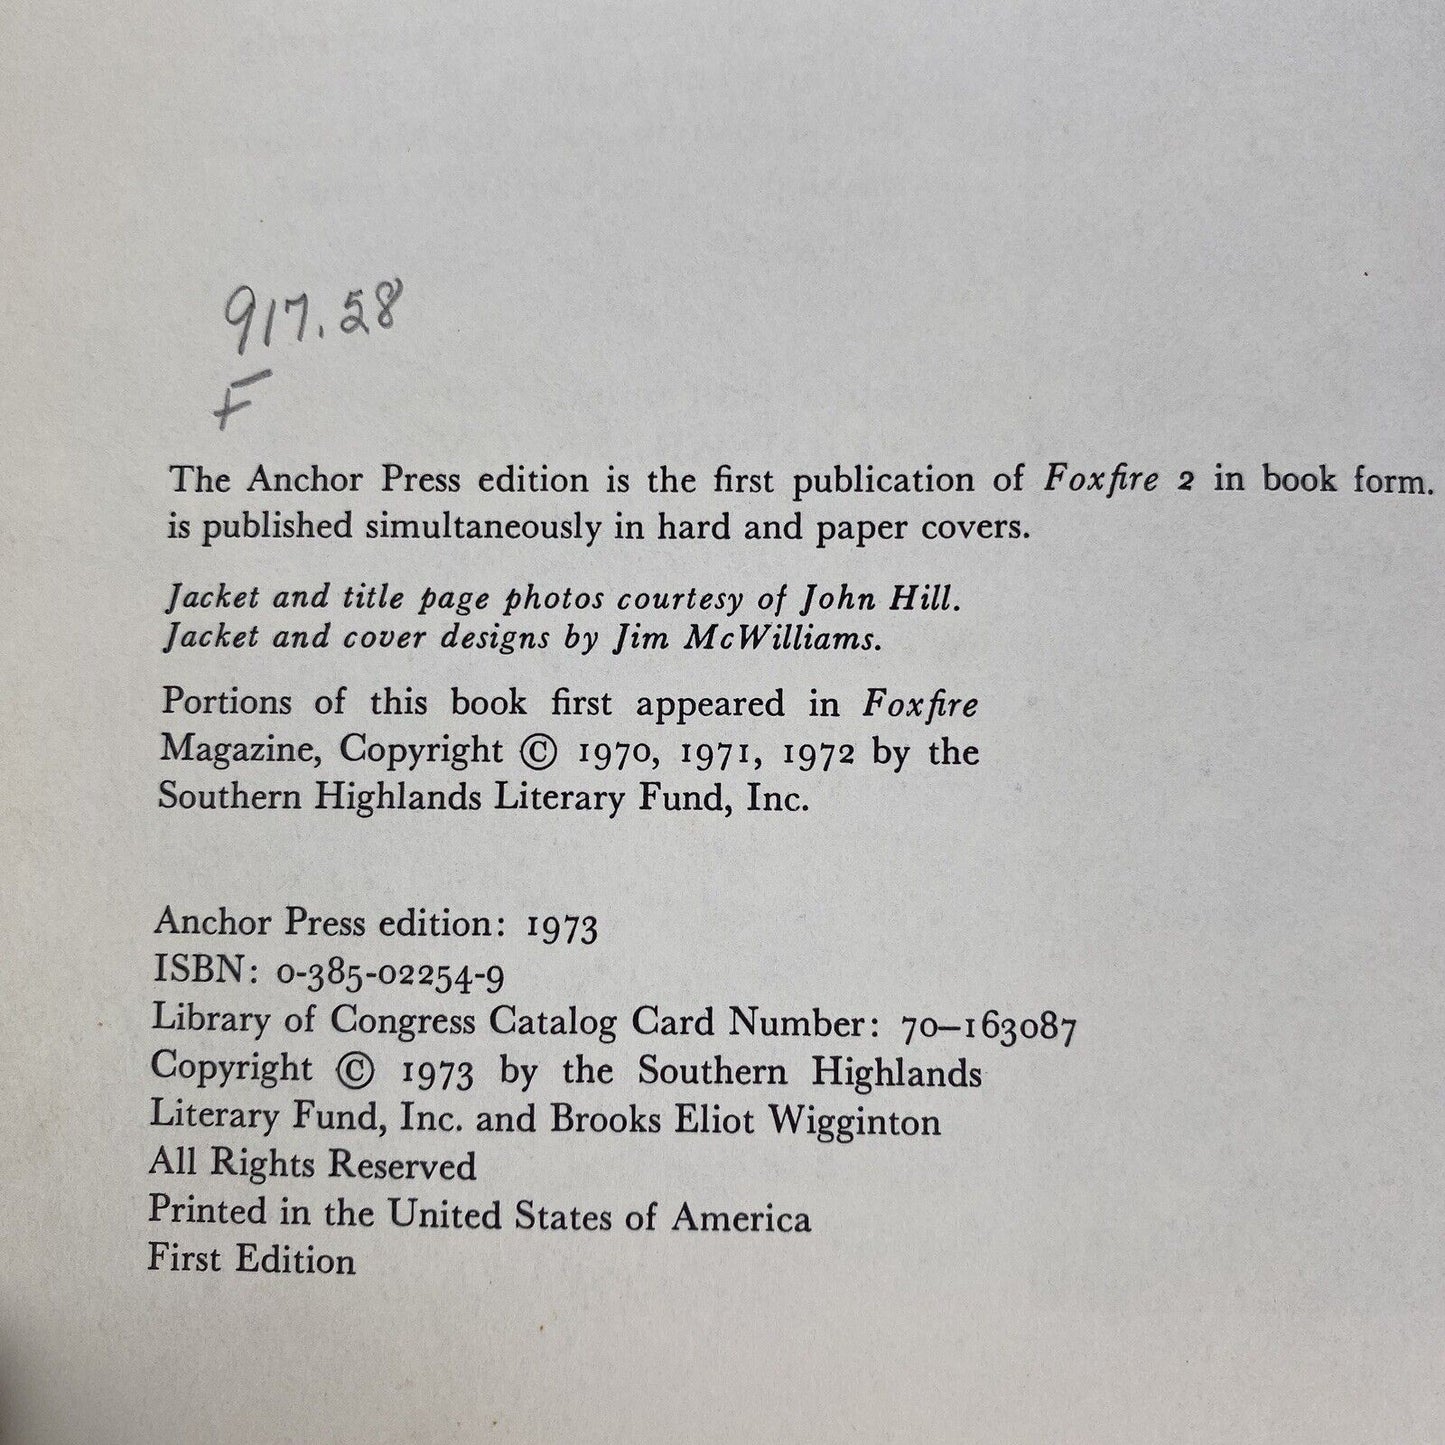 917.58
F
The Anchor Press edition is the first publication of Foxfire 2 in book form.
is published simultaneously in hard and paper covers.
Jacket and title page photos courtesy of John Hill.
Jacket and cover designs by Jim McWilliams.
Portions of this book first appeared in Foxfire
Magazine, Copyright © 1970, 1971, 1972 by the
Southern Highlands Literary Fund, Inc.
Anchor Press edition: 1973
ISBN: 0-385-02254-9
Library of Congress Catalog Card Number: 70–163087
Copyright © 1973 by the Southern Highlands
Literary Fund, Inc. and Brooks Eliot Wigginton
All Rights Reserved
Printed in the United States of America
First Edition